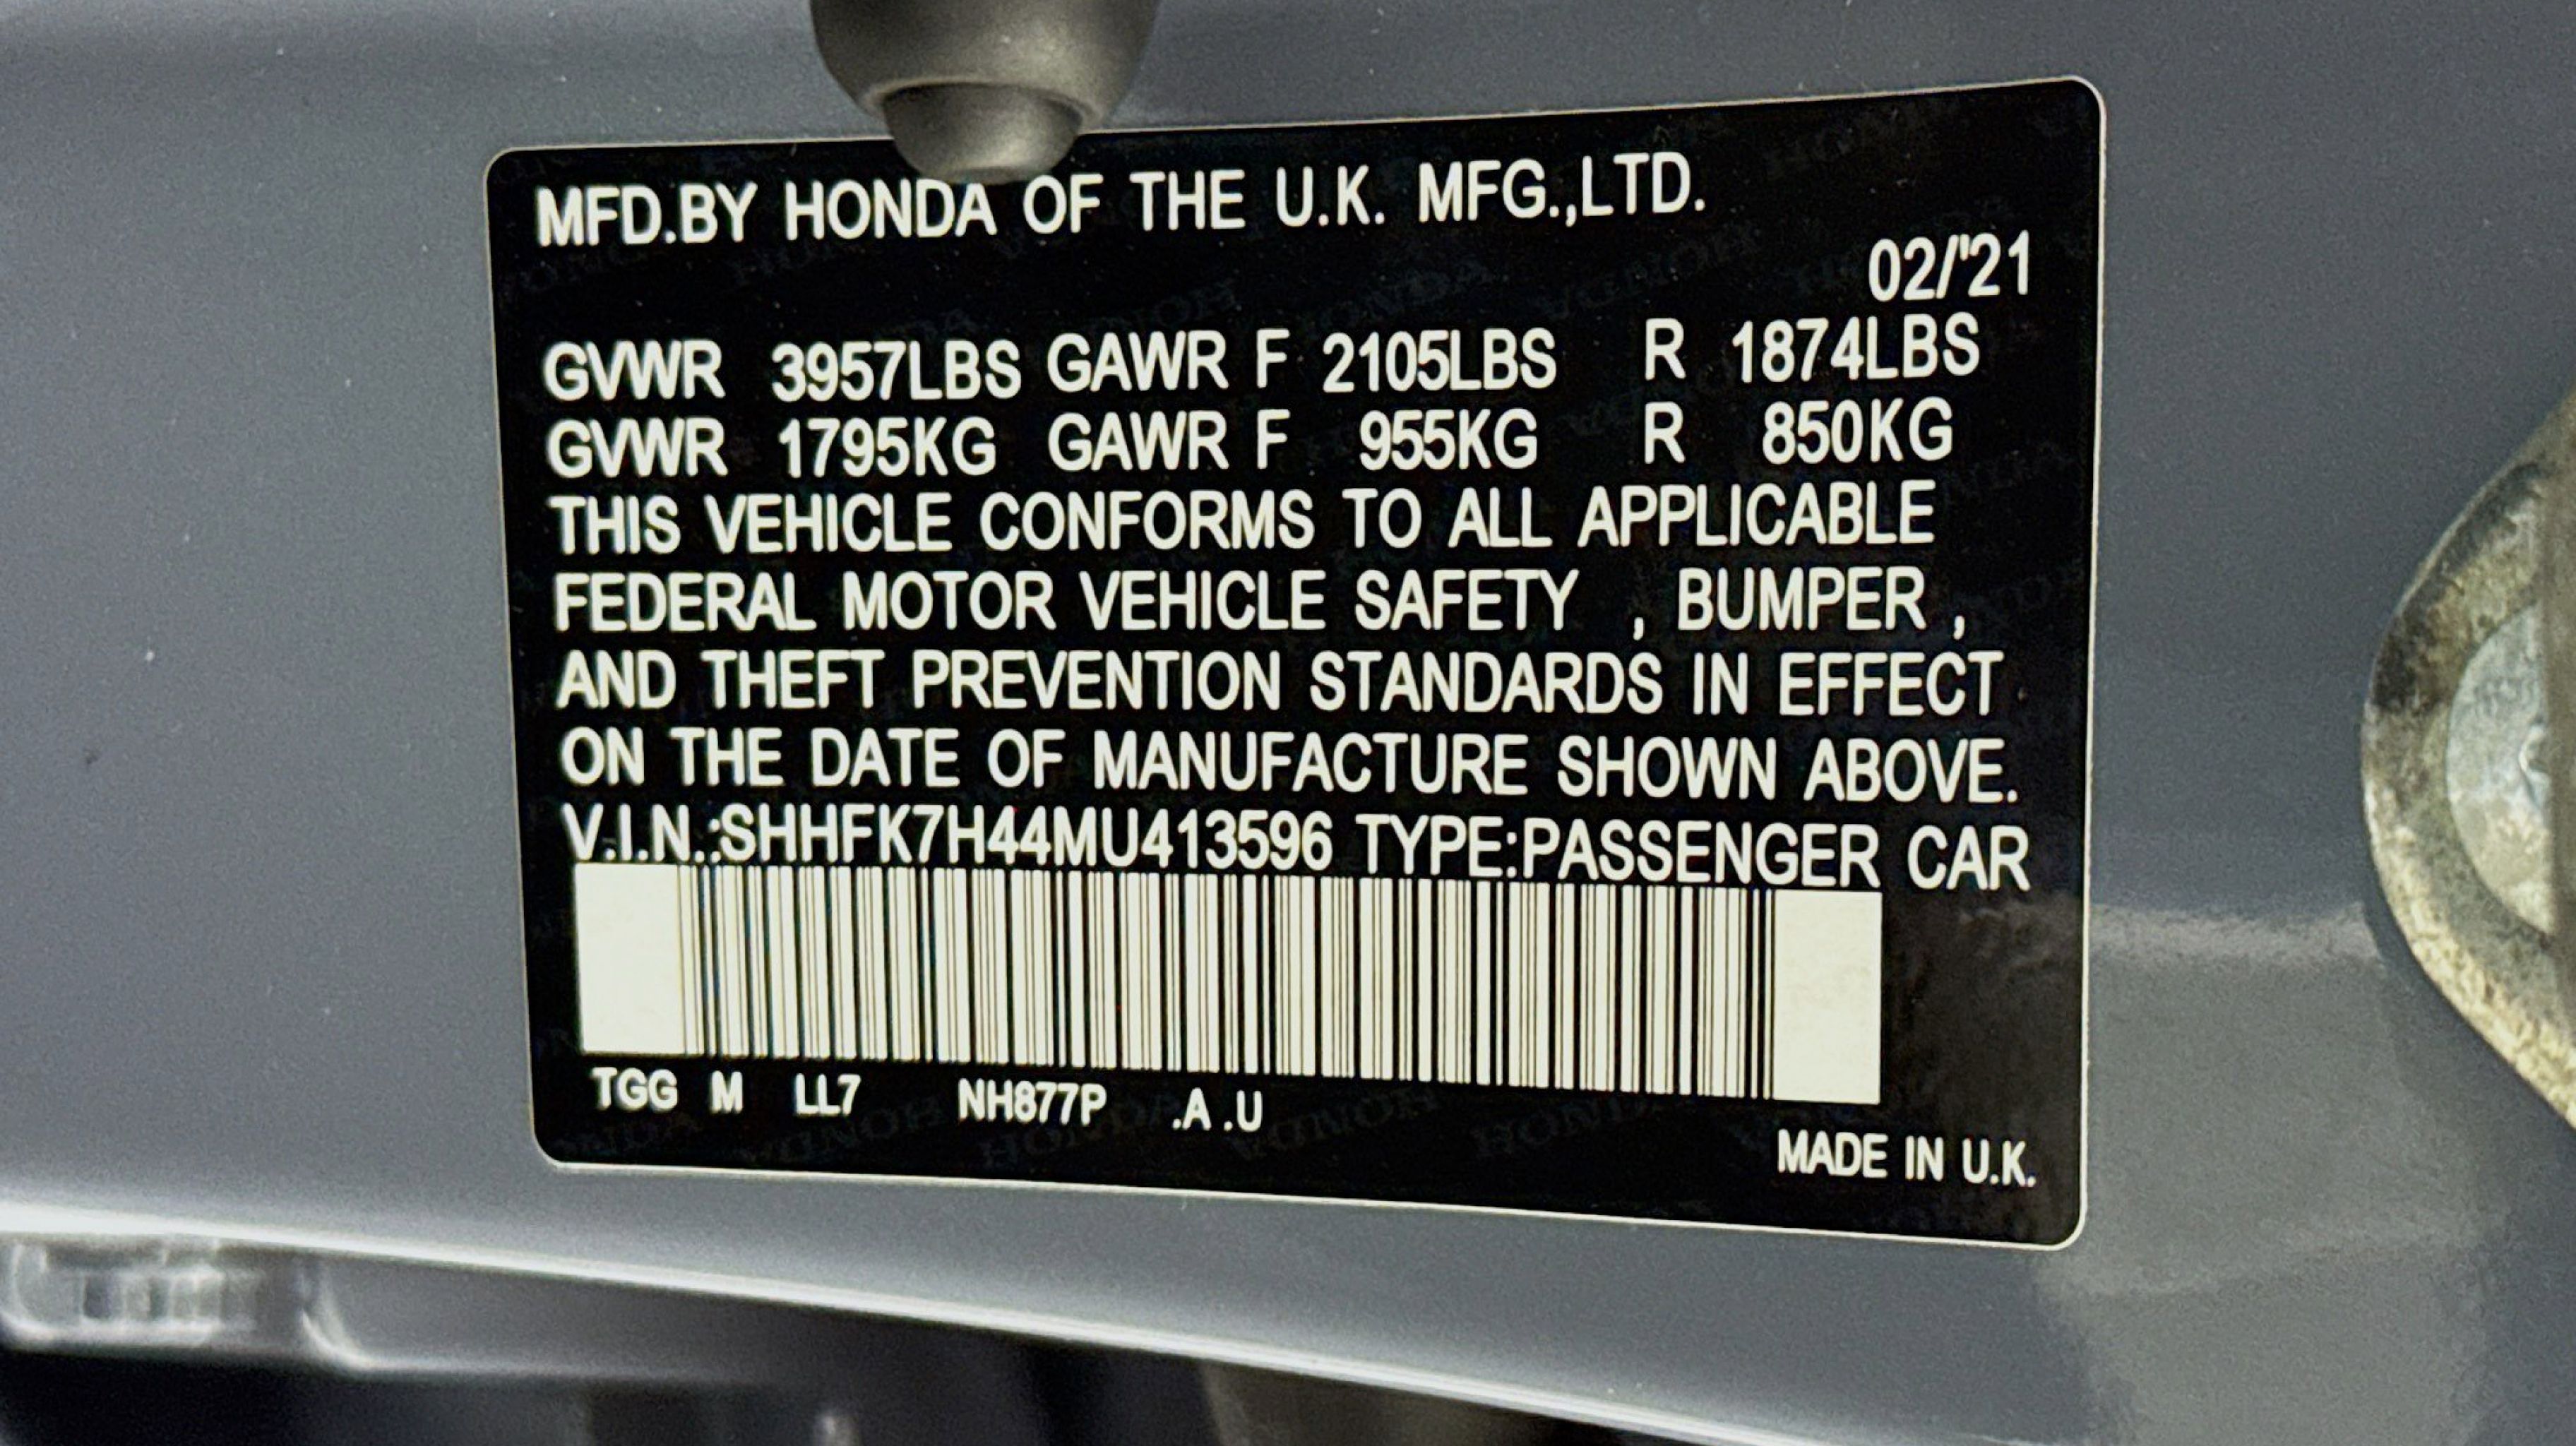 MFD.BY HONDA OF THE U.K. MFG.,LTD.
02/'21
GVWR 3957LBS GAWR F 2105LBS R 1874LBS
GVWR 1795KG GAWR F 955KG R 850KG
THIS VEHICLE CONFORMS TO ALL APPLICABLE
FEDERAL MOTOR VEHICLE SAFETY , BUMPER ,
AND THEFT PREVENTION STANDARDS IN EFFECT
ON THE DATE OF MANUFACTURE SHOWN ABOVE.
V.I.N.:SHHFK7H44MU413596 TYPE:PASSENGER CAR
TGG M LL7 NH877P .A .U
MADE IN U.K.